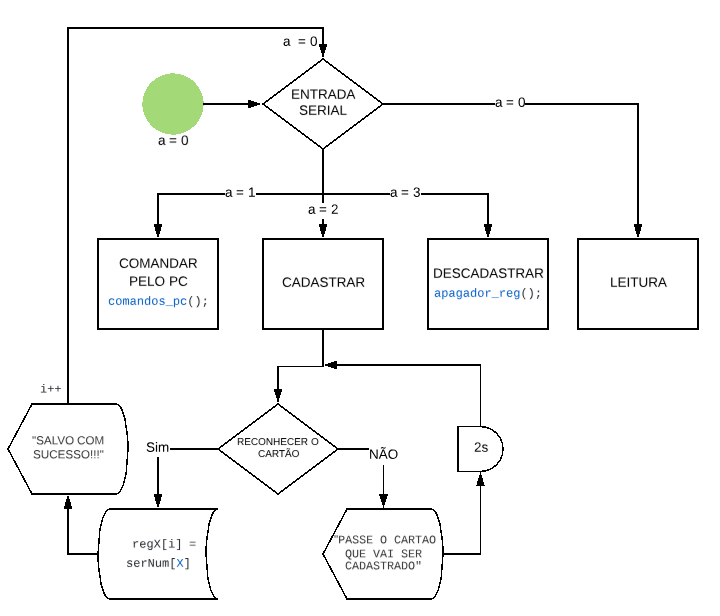 a = 0
ENTRADA
SERIAL
a = 0
a = 0
a = 1
a = 3
a = 2
COMANDAR
PELO PC
comandos_pc();
CADASTRAR
DESCADASTRAR
apagador_reg();
LEITURA
i++
"SALVO COM
SUCESSO!!!"
Sim
RECONHECER O
CARTÃO
NÃO
2s
regX[i] =
serNum[X]
"PASSE O CARTAO
QUE VAI SER
CADASTRADO"